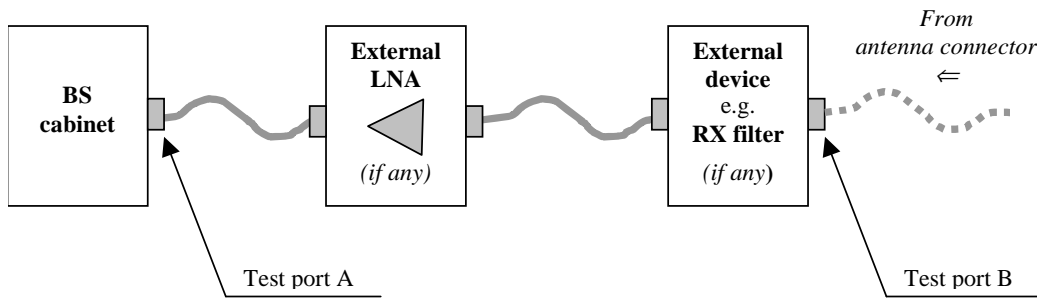 BS
cabinet
External
LNA
(if any)
External
device
e.g.
RX filter
(if any)
From
antenna connector
⇐
Test port A
Test port B